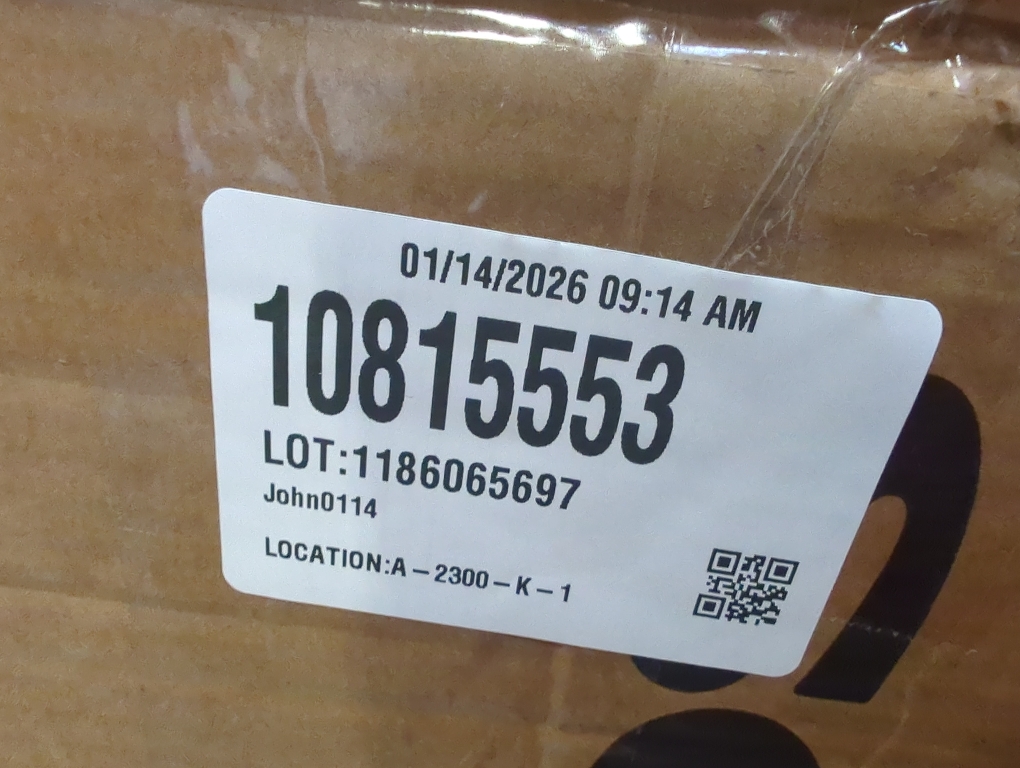 01/14/2026 09:14 AM
10815553
LOT:1186065697
John0114
LOCATION:A-2300-K-1